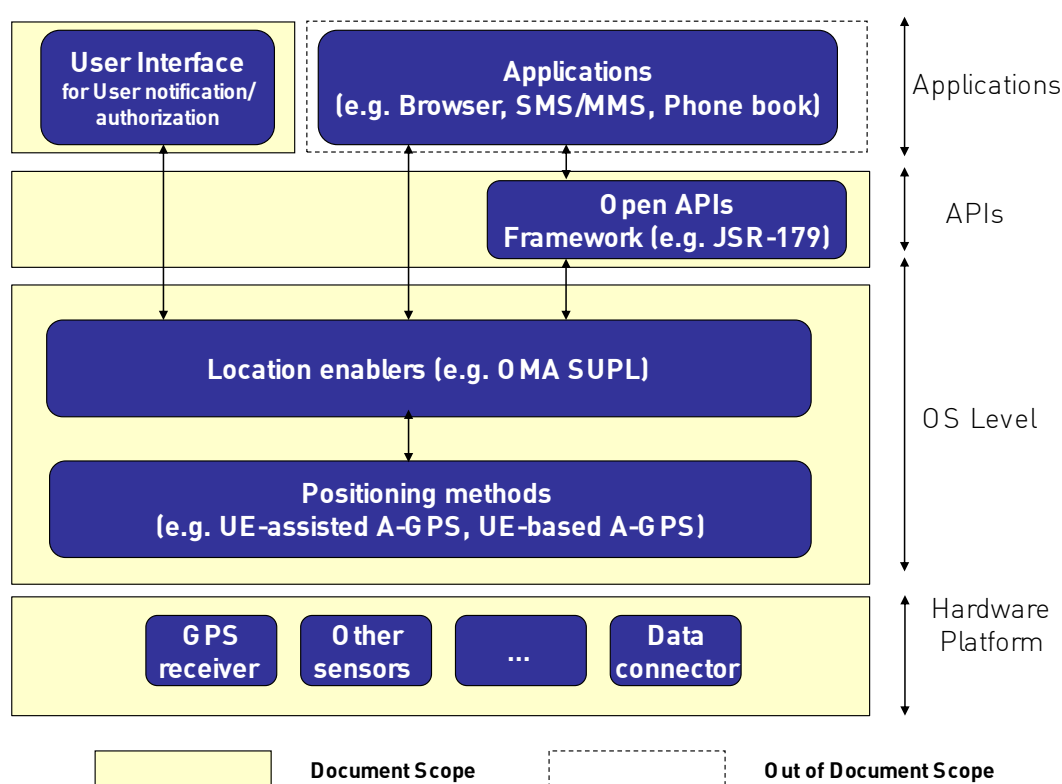 User Interface
for User notification/
authorization
Applications
(e.g. Browser, SMS/MMS, Phone book)
Applications
Open APIs
Framework (e.g. JSR-179)
APIs
Location enablers (e.g. OMA SUPL)
OS Level
Positioning methods
(e.g. UE-assisted A-GPS, UE-based A-GPS)
GPS
receiver
Other
sensors
...
Data
connector
Hardware
Platform
Document Scope
Out of Document Scope